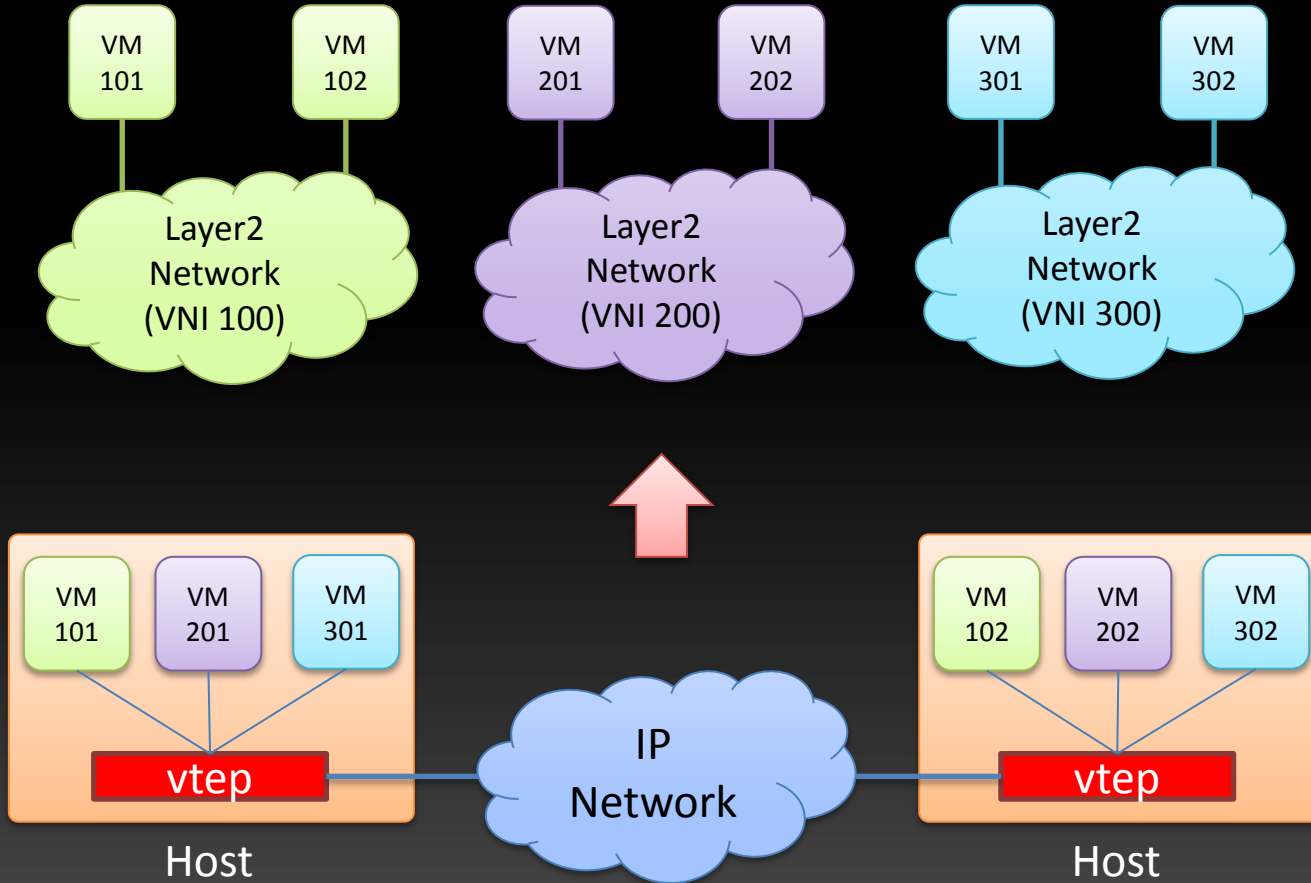 VM
101
VM
102
VM
201
VM
202
VM
301
VM
302
Layer2
Network
(VNI 100)
Layer2
Network
(VNI 200)
Layer2
Network
(VNI 300)
VM
101
VM
201
VM
301
vtep
Host
IP
Network
VM
102
VM
202
VM
302
vtep
Host